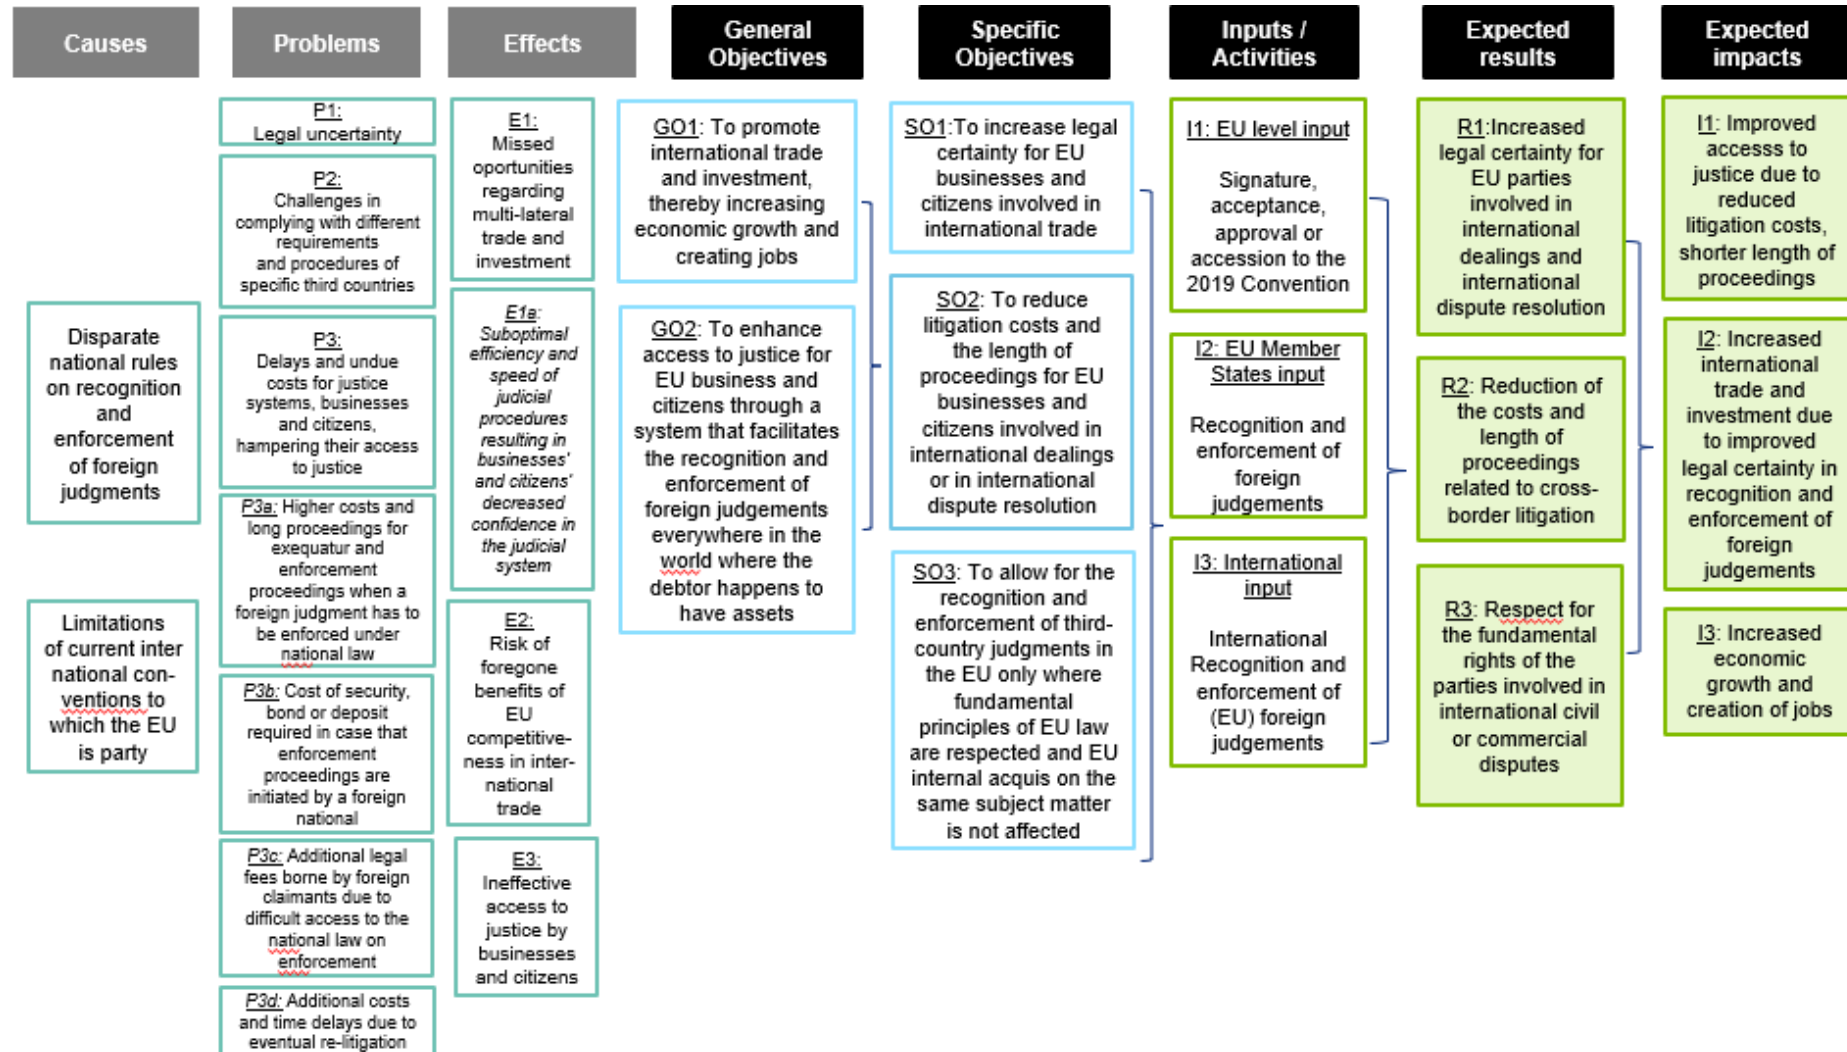 Causes
Problems
Effects
General
Objectives
Specific
Objectives
Inputs /
Activities
Expected
results
Expected
impacts
Disparate
national rules
on recognition
and
enforcement
of foreign
judgments
Limitations
of current inter
national con-
ventions to
which the EU
is party
P1:
Legal uncertainty
P2:
Challenges in
complying with different
requirements
and procedures of
specific third countries
P3:
Delays and undue
costs for justice
systems, businesses
and citizens,
hampering their access
to justice
P3a: Higher costs and
long proceedings for
exequatur and
enforcement
proceedings when a
foreign judgment has to
be enforced under
national law
P3b: Cost of security,
bond or deposit
required in case that
enforcement
proceedings are
initiated by a foreign
national
P3c: Additional legal
fees borne by foreign
claimants due to
difficult access to the
national law on
enforcement
P3d: Additional costs
and time delays due to
eventual re-litigation
E1:
Missed
oportunities
regarding
multi-lateral
trade and
investment
E1a:
Suboptimal
efficiency and
speed of
judicial
procedures
resulting in
businesses'
and citizens'
decreased
confidence in
the judicial
system
E2:
Risk of
foregone
benefits of
EU
competitive-
ness in inter-
national
trade
E3:
Ineffective
access to
justice by
businesses
and citizens
GO1: To promote
international trade
and investment,
thereby increasing
economic growth and
creating jobs
GO2: To enhance
access to justice for
EU business and
citizens through a
system that facilitates
the recognition and
enforcement of
foreign judgements
everywhere in the
world where the
debtor happens to
have assets
SO1:To increase legal
certainty for EU
businesses and
citizens involved in
international trade
SO2: To reduce
litigation costs and
the length of
proceedings for EU
businesses and
citizens involved in
international dealings
or in international
dispute resolution
SO3: To allow for the
recognition and
enforcement of third-
country judgments in
the EU only where
fundamental
principles of EU law
are respected and EU
internal acquis on the
same subject matter
is not affected
I1: EU level input
Signature,
acceptance,
approval or
accession to the
2019 Convention
I2: EU Member
States input
Recognition and
enforcement of
foreign
judgements
I3: International
input
International
Recognition and
enforcement of
(EU) foreign
judgements
R1:Increased
legal certainty for
EU parties
involved in
international
dealings and
international
dispute resolution
R2: Reduction of
the costs and
length of
proceedings
related to cross-
border litigation
R3: Respect for
the fundamental
rights of the
parties involved in
international civil
or commercial
disputes
I1: Improved
accesss to
justice due to
reduced
litigation costs,
shorter length of
proceedings
I2: Increased
international
trade and
investment due
to improved
legal certainty in
recognition and
enforcement of
foreign
judgements
I3: Increased
economic
growth and
creation of jobs